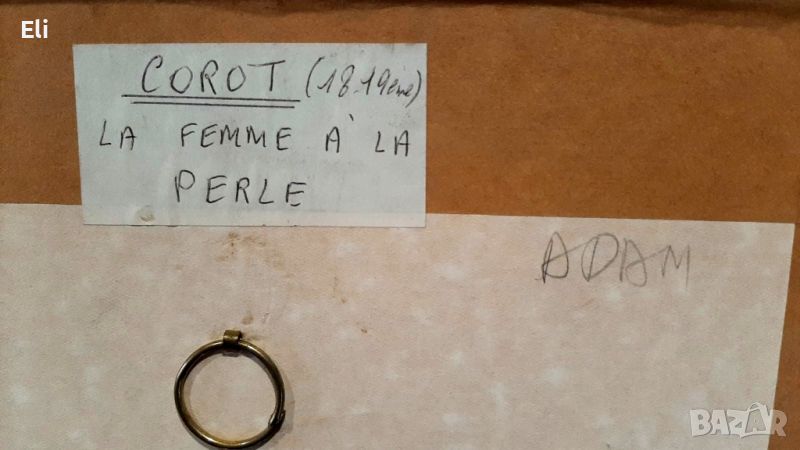 Eli
COROT (18.19ème)
LA FEMME À LA
PERLE
ADAM
BAZAR